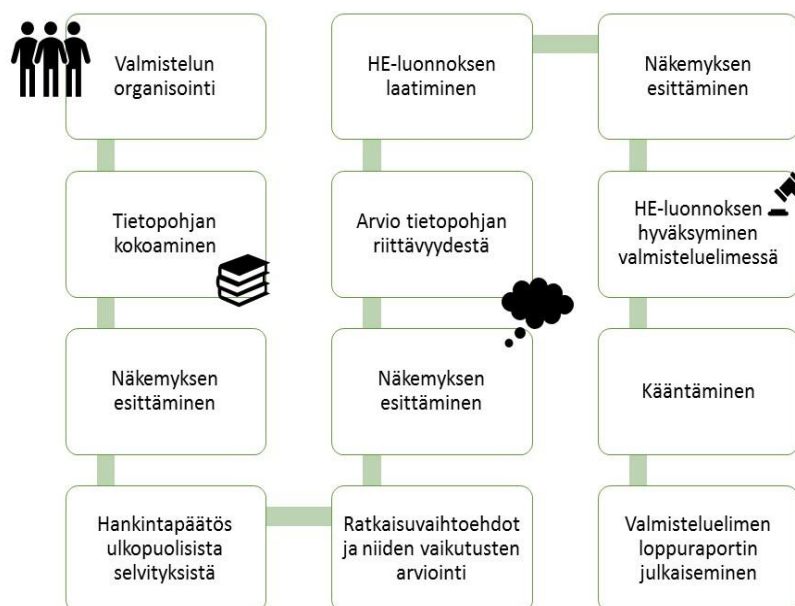 Valmistelun
organisointi
Tietopohjan
kokoaminen
Näkemyksen
esittäminen
Hankintapäätös
ulkopuolisista
selvityksistä
Ratkaisuvaihtoehdot
ja niiden vaikutusten
arviointi
Näkemyksen
esittäminen
Arvio tietopohjan
riittävyydestä
HE-luonnoksen
laatiminen
Näkemyksen
esittäminen
HE-luonnoksen
hyväksyminen
valmisteluelimessä
Kääntäminen
Valmisteluelimen
loppuraportin
julkaiseminen